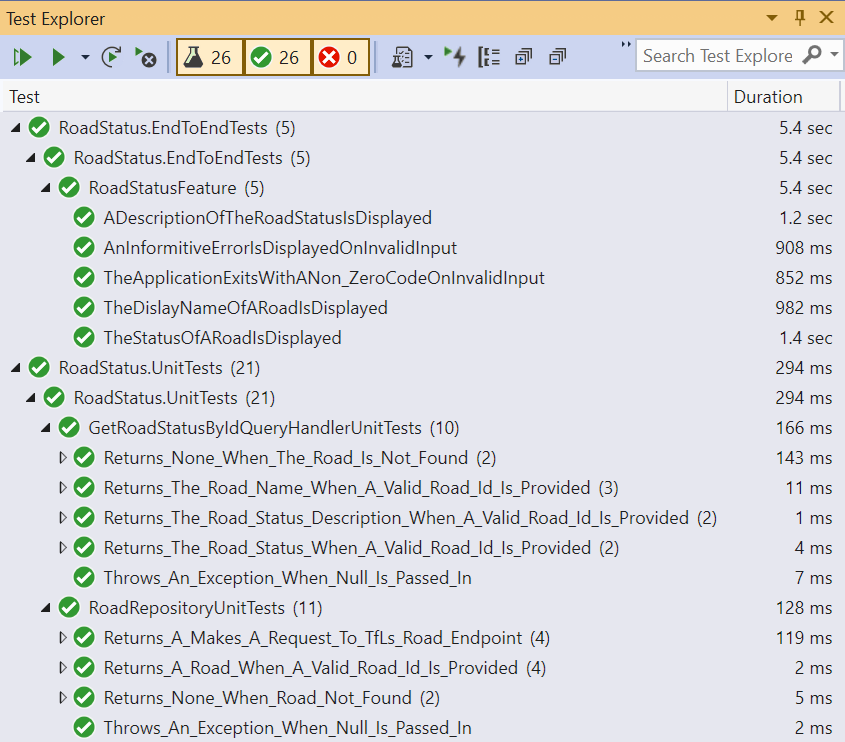 Test Explorer
26 26 0 Search Test Explore
Test Duration
RoadStatus.EndToEndTests (5) 5.4 sec
RoadStatus.EndToEndTests (5) 5.4 sec
RoadStatusFeature (5) 5.4 sec
ADescriptionOfTheRoadStatusIsDisplayed 1.2 sec
AnInformitiveErrorIsDisplayedOnInvalidInput 908 ms
TheApplicationExitsWithANon_ZeroCodeOnInvalidInput 852 ms
TheDislayNameOfARoadIsDisplayed 982 ms
TheStatusOfARoadIsDisplayed 1.4 sec
RoadStatus.UnitTests (21) 294 ms
RoadStatus.UnitTests (21) 294 ms
GetRoadStatusByIdQueryHandlerUnitTests (10) 166 ms
Returns_None_When_The_Road_Is_Not_Found (2) 143 ms
Returns_The_Road_Name_When_A_Valid_Road_Id_Is_Provided (3) 11 ms
Returns_The_Road_Status_Description_When_A_Valid_Road_Id_Is_Provided (2) 1 ms
Returns_The_Road_Status_When_A_Valid_Road_Id_Is_Provided (2) 4 ms
Throws_An_Exception_When_Null_Is_Passed_In 7 ms
RoadRepositoryUnitTests (11) 128 ms
Returns_A_Makes_A_Request_To_TfLs_Road_Endpoint (4) 119 ms
Returns_A_Road_When_A_Valid_Road_Id_Is_Provided (4) 2 ms
Returns_None_When_Road_Not_Found (2) 5 ms
Throws_An_Exception_When_Null_Is_Passed_In 2 ms